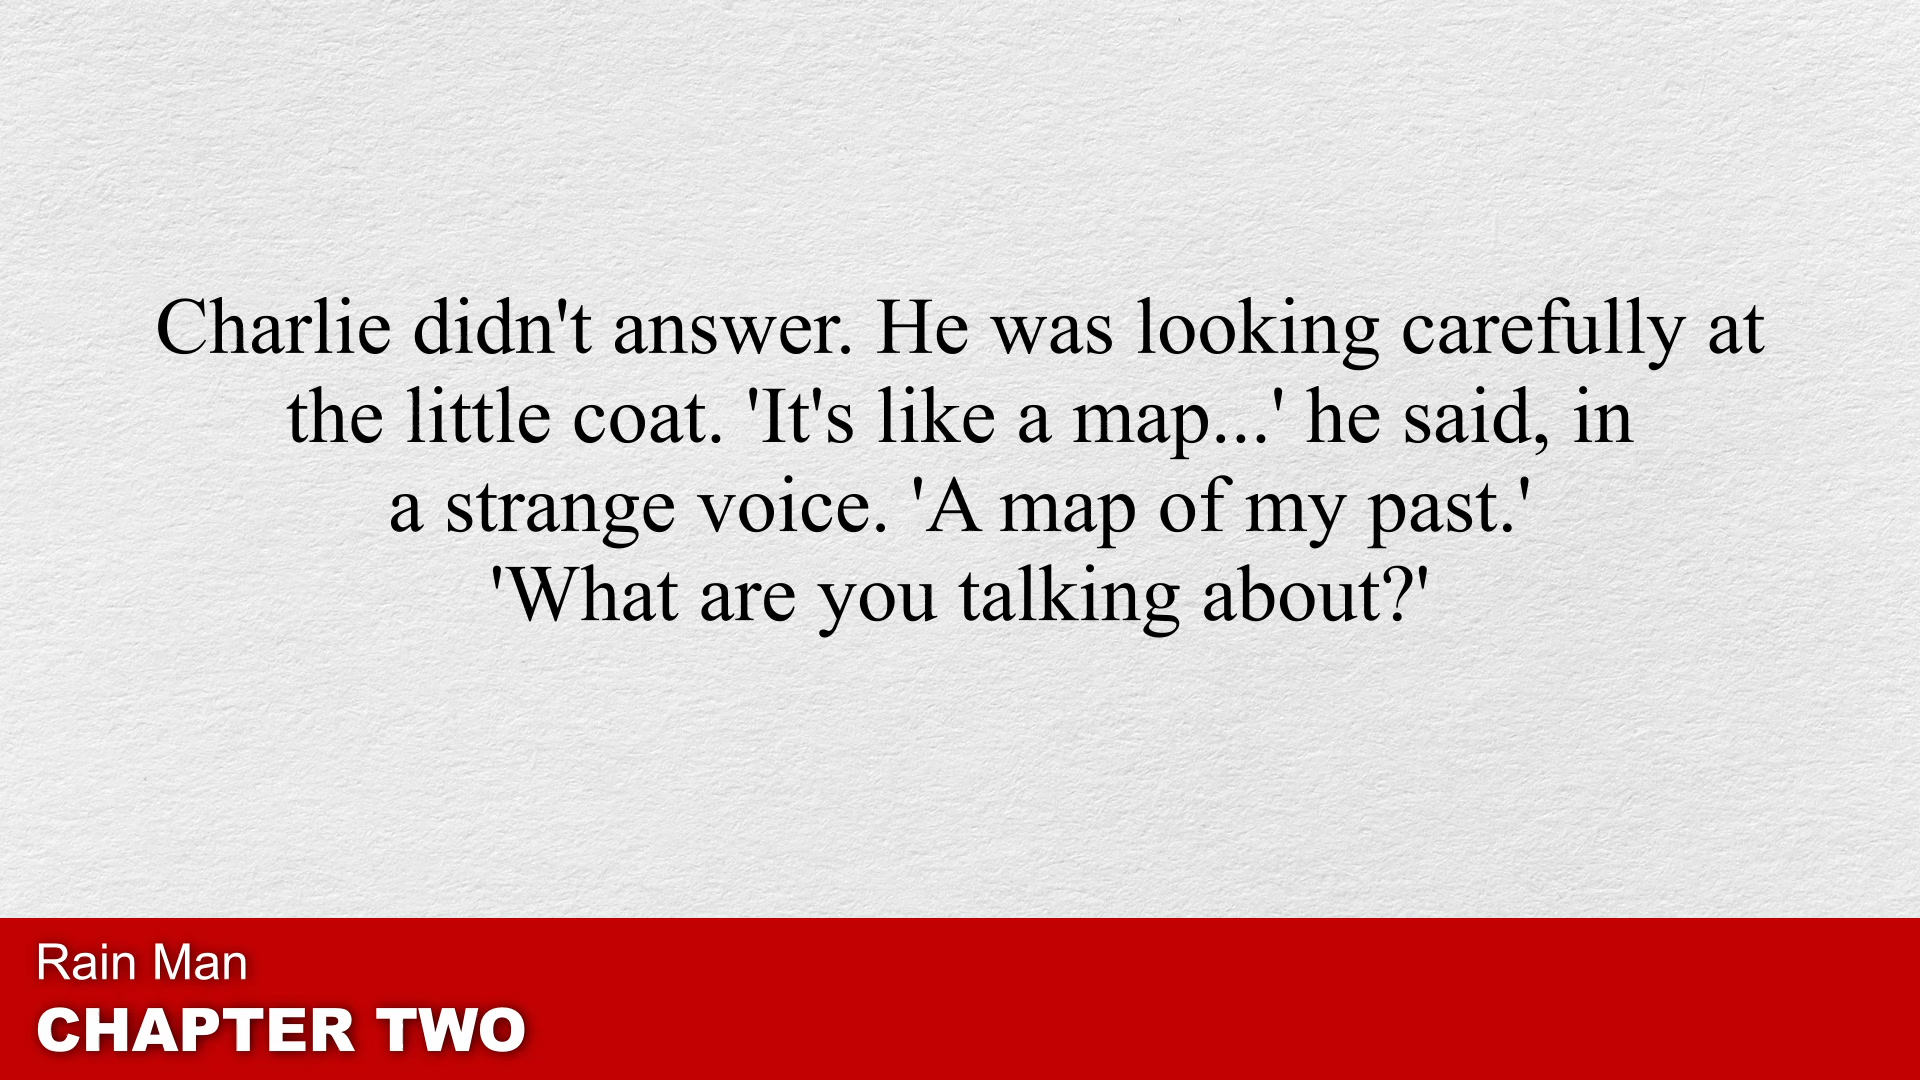 Charlie didn't answer. He was looking carefully at
the little coat. 'It's like a map...' he said, in
a strange voice. 'A map of my past.'
'What are you talking about?'
Rain Man
CHAPTER TWO